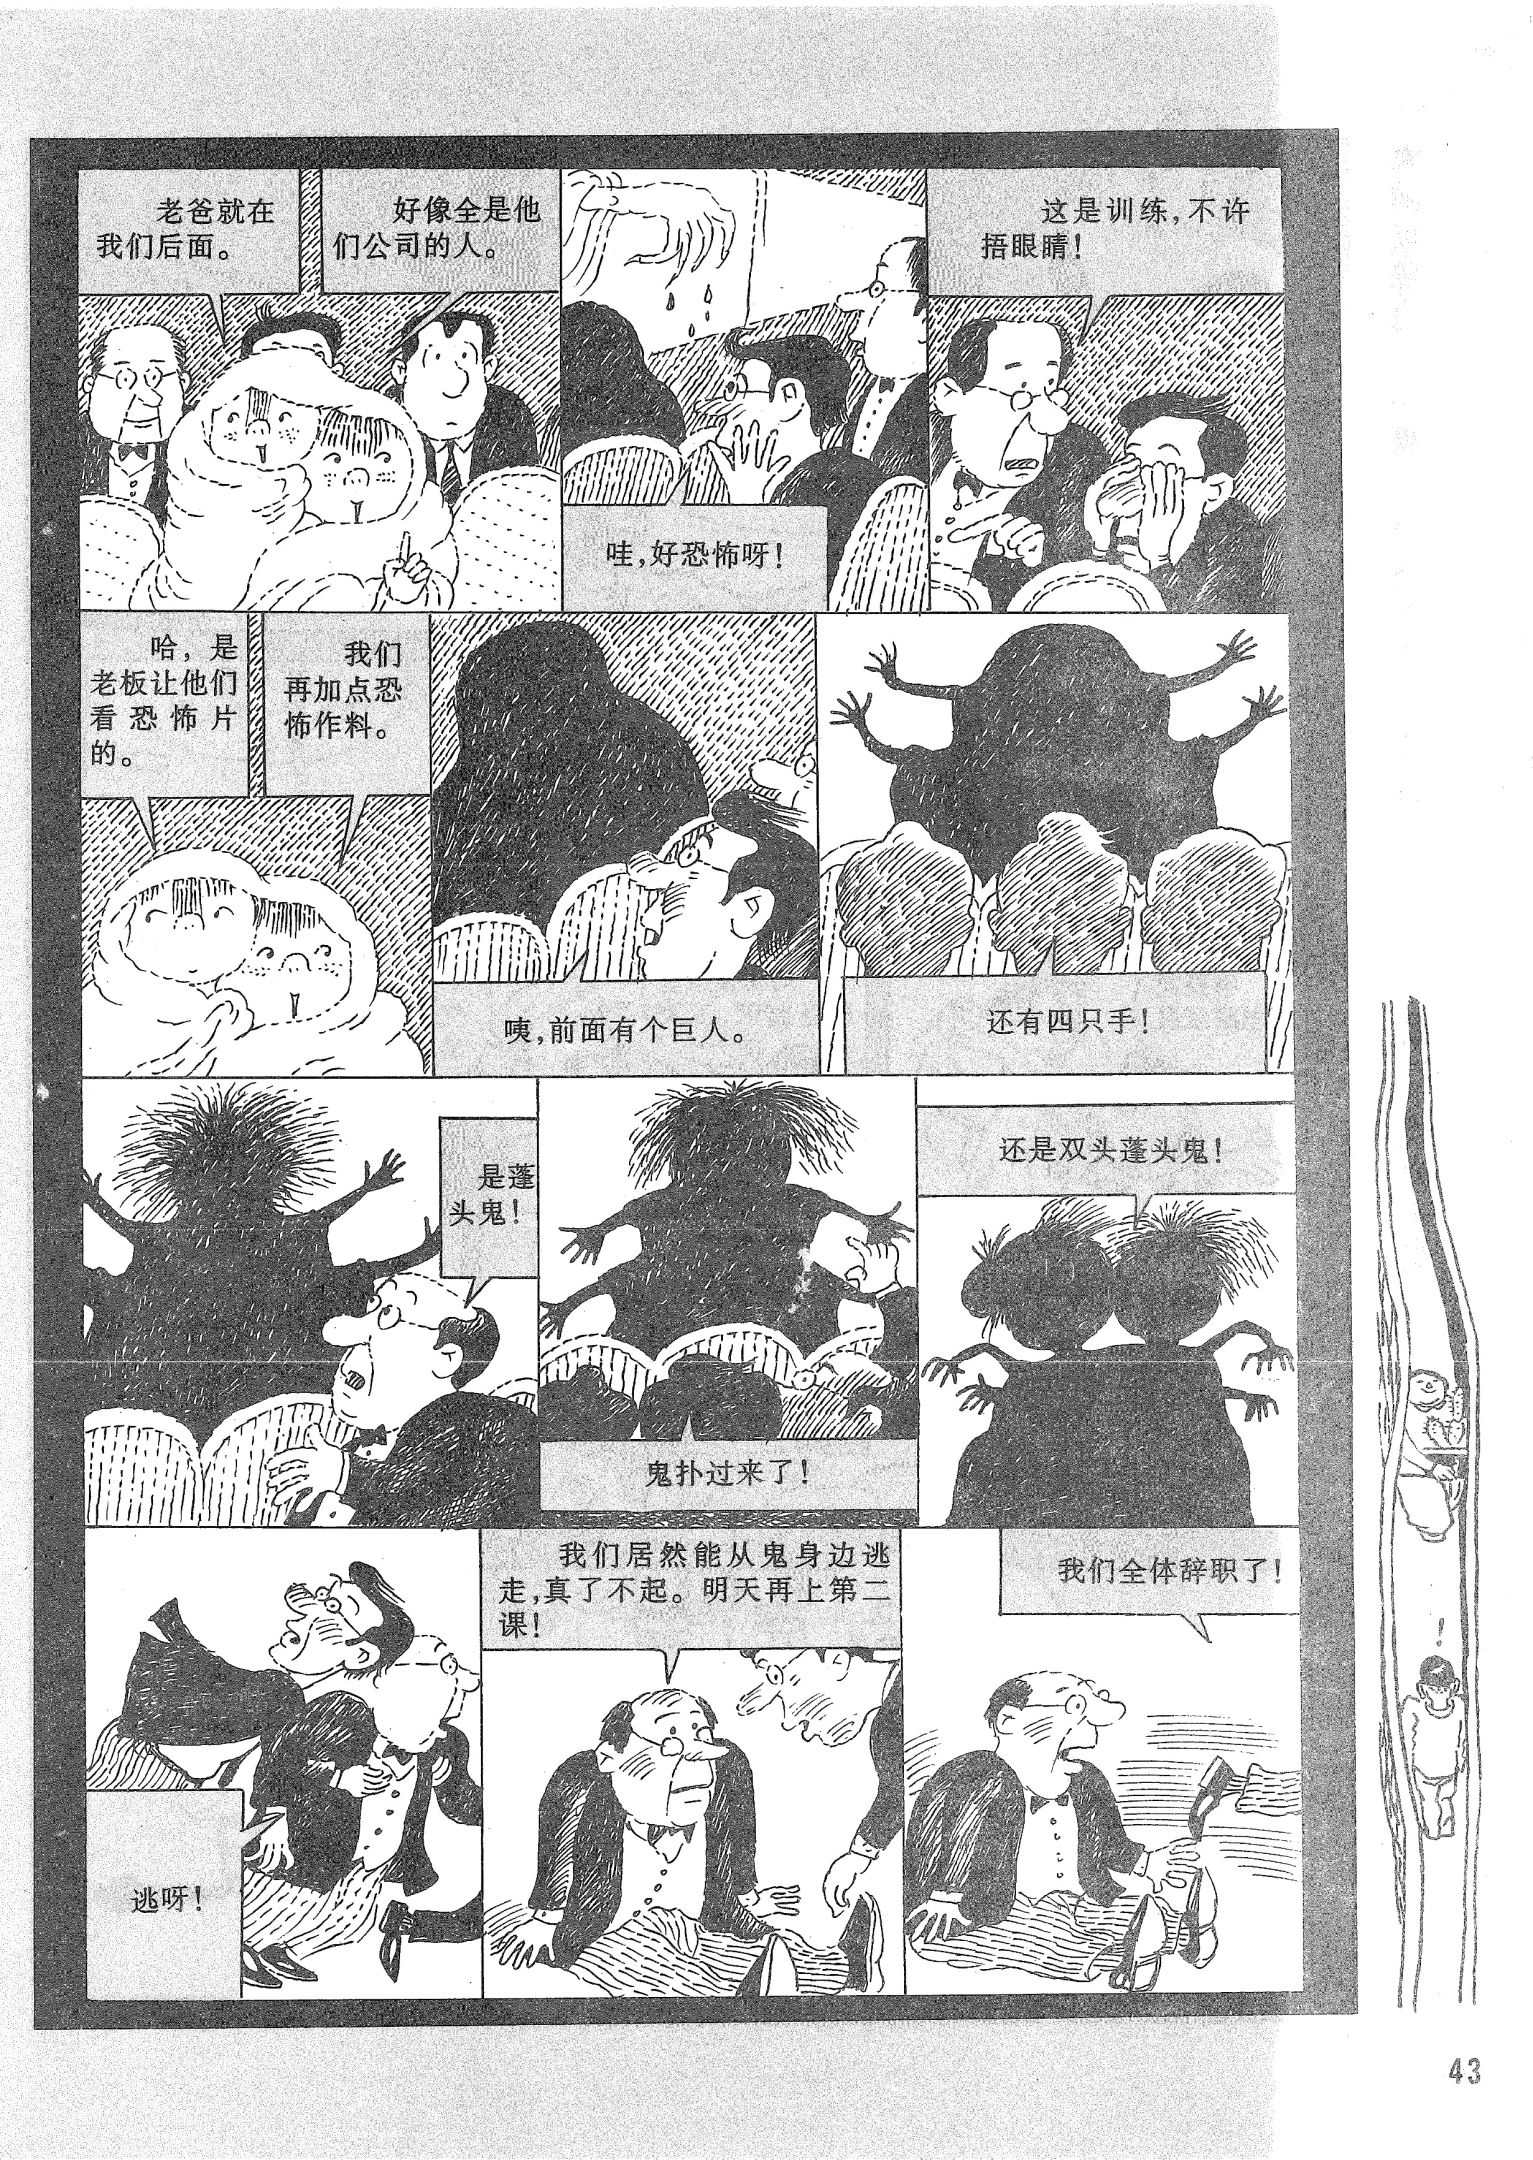 老爸就在
我们后面。
好像全是他
们公司的人。
哇,好恐怖呀!
这是训练,不许
捂眼睛!
哈,是
老板让他们
看恐怖片
的。
我们
再加点恐
怖作料。
咦,前面有个巨人。
还有四只手!
是蓬
头鬼!
鬼扑过来了!
还是双头蓬头鬼!
逃呀!
我们居然能从鬼身边逃
走,真了不起。明天再上第二
课!
我们全体辞职了!
!
43